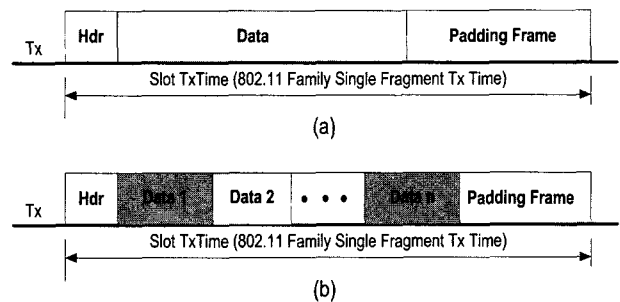 Hdr Data Padding Frame
Tx
Slot TxTime (802.11 Family Single Fragment Tx Time)
(a)
Hdr Data 1 Data 2 • • • Data n Padding Frame
Tx
Slot TxTime (802.11 Family Single Fragment Tx Time)
(b)